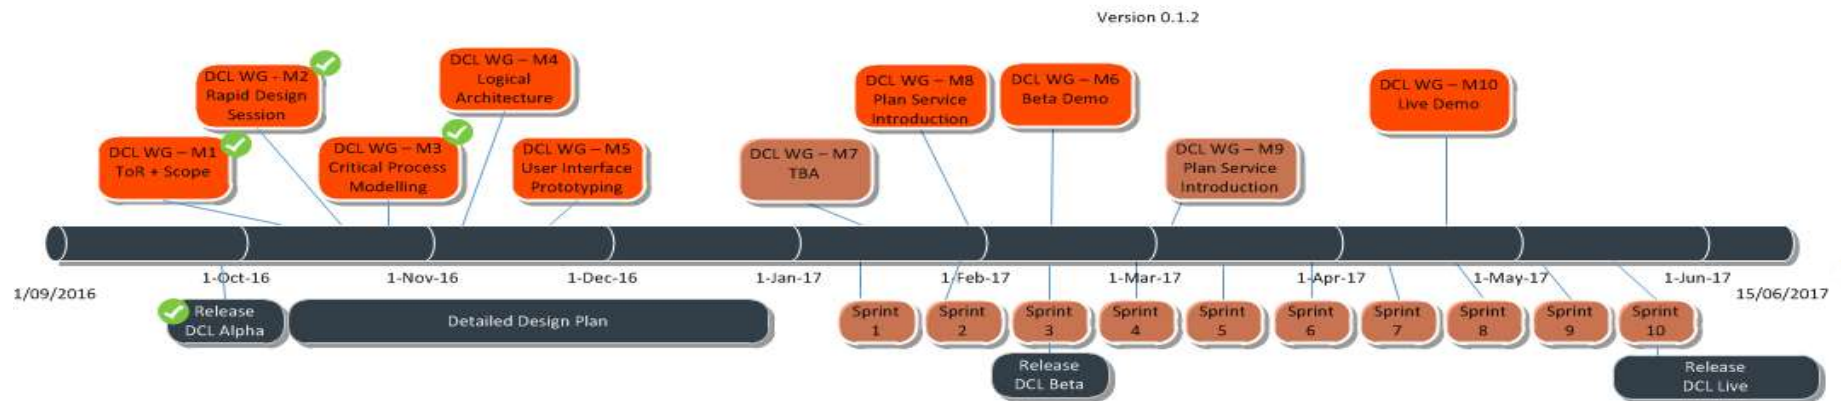 Version 0.1.2
DCL WG – M1
ToR + Scope
DCL WG - M2
Rapid Design
Session
DCL WG – M3
Critical Process
Modelling
DCL WG – M4
Logical
Architecture
DCL WG – M5
User Interface
Prototyping
DCL WG – M7
TBA
DCL WG – M8
Plan Service
Introduction
DCL WG – M6
Beta Demo
DCL WG – M9
Plan Service
Introduction
DCL WG – M10
Live Demo
1/09/2016
1-Oct-16
1-Nov-16
1-Dec-16
1-Jan-17
1-Feb-17
1-Mar-17
1-Apr-17
1-May-17
1-Jun-17
15/06/2017
Release
DCL Alpha
Detailed Design Plan
Sprint
1
Sprint
2
Sprint
3
Sprint
4
Sprint
5
Sprint
6
Sprint
7
Sprint
8
Sprint
9
Sprint
10
Release
DCL Beta
Release
DCL Live